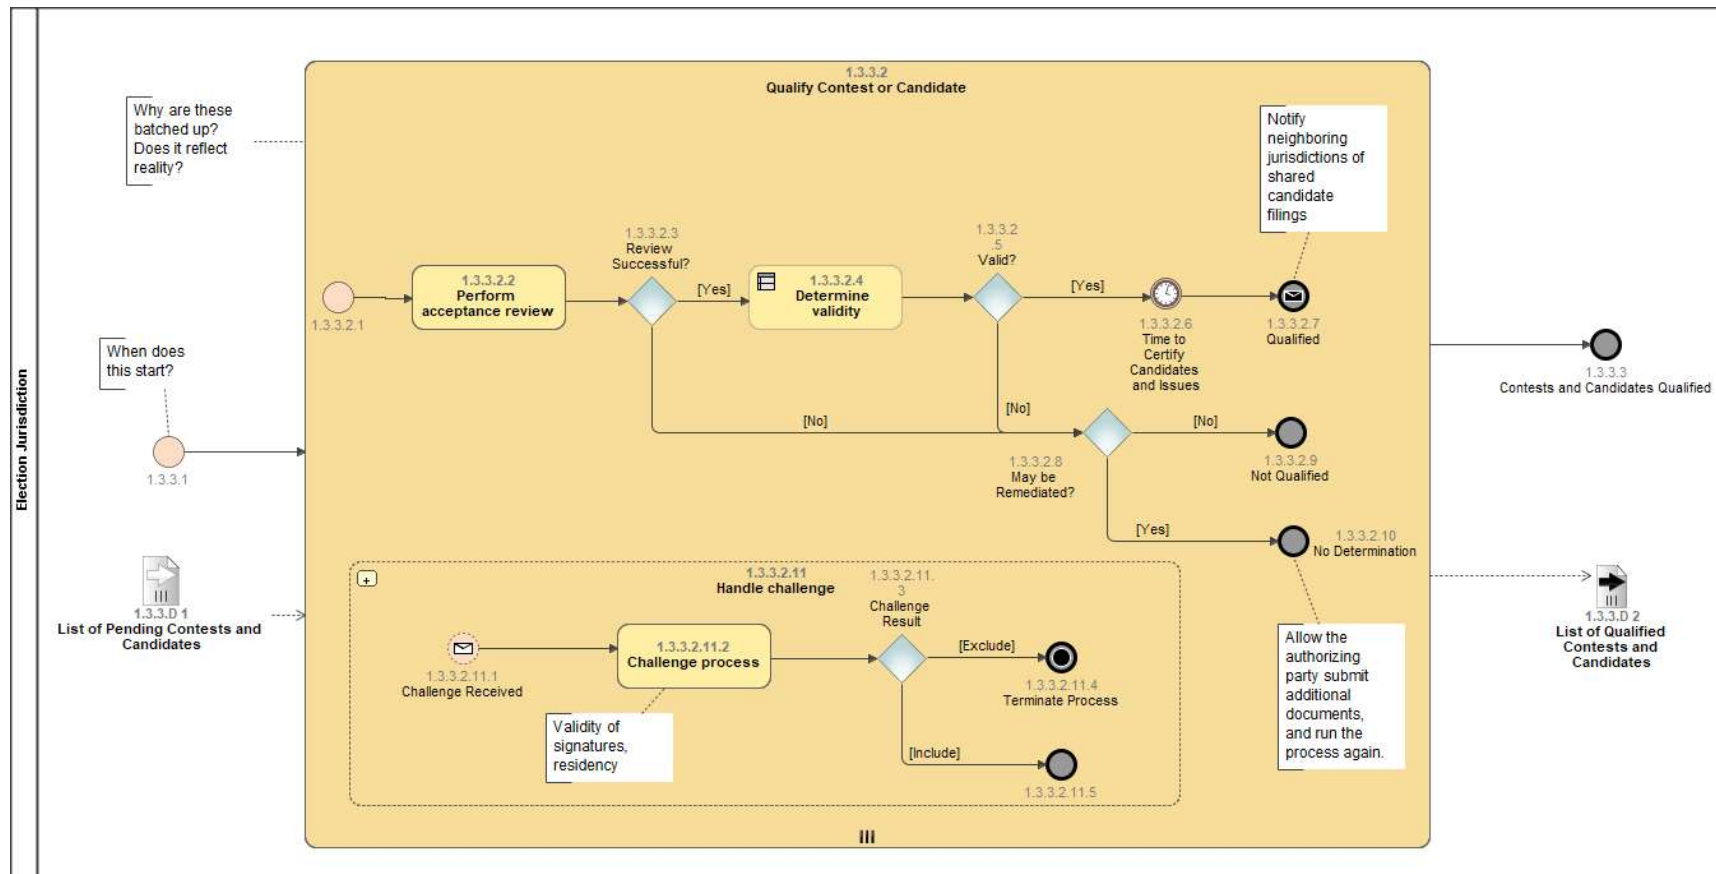 Election Jurisdiction
1.3.3.2
Qualify Contest or Candidate
Why are these
batched up?
Does it reflect
reality?
Notify
neighboring
jurisdictions of
shared
candidate
filings
1.3.3.2.1
1.3.3.2.2
Perform
acceptance review
1.3.3.2.3
Review
Successful?
[Yes]
1.3.3.2.4
Determine
validity
1.3.3.2
.5
Valid?
[Yes]
1.3.3.2.6
Time to
Certify
Candidates
and Issues
1.3.3.2.7
Qualified
When does
this start?
1.3.3.1
1.3.3.3
Contests and Candidates Qualified
[No]
[No]
1.3.3.2.8
May be
Remediated?
[No]
1.3.3.2.9
Not Qualified
[Yes]
1.3.3.2.10
No Determination
1.3.3.D 1
List of Pending Contests and
Candidates
1.3.3.2.11
Handle challenge
1.3.3.2.11.1
Challenge Received
1.3.3.2.11.2
Challenge process
Validity of
signatures,
residency
1.3.3.2.11.
3
Challenge
Result
[Exclude]
1.3.3.2.11.4
Terminate Process
[Include]
1.3.3.2.11.5
Allow the
authorizing
party submit
additional
documents,
and run the
process again.
1.3.3.D 2
List of Qualified
Contests and
Candidates